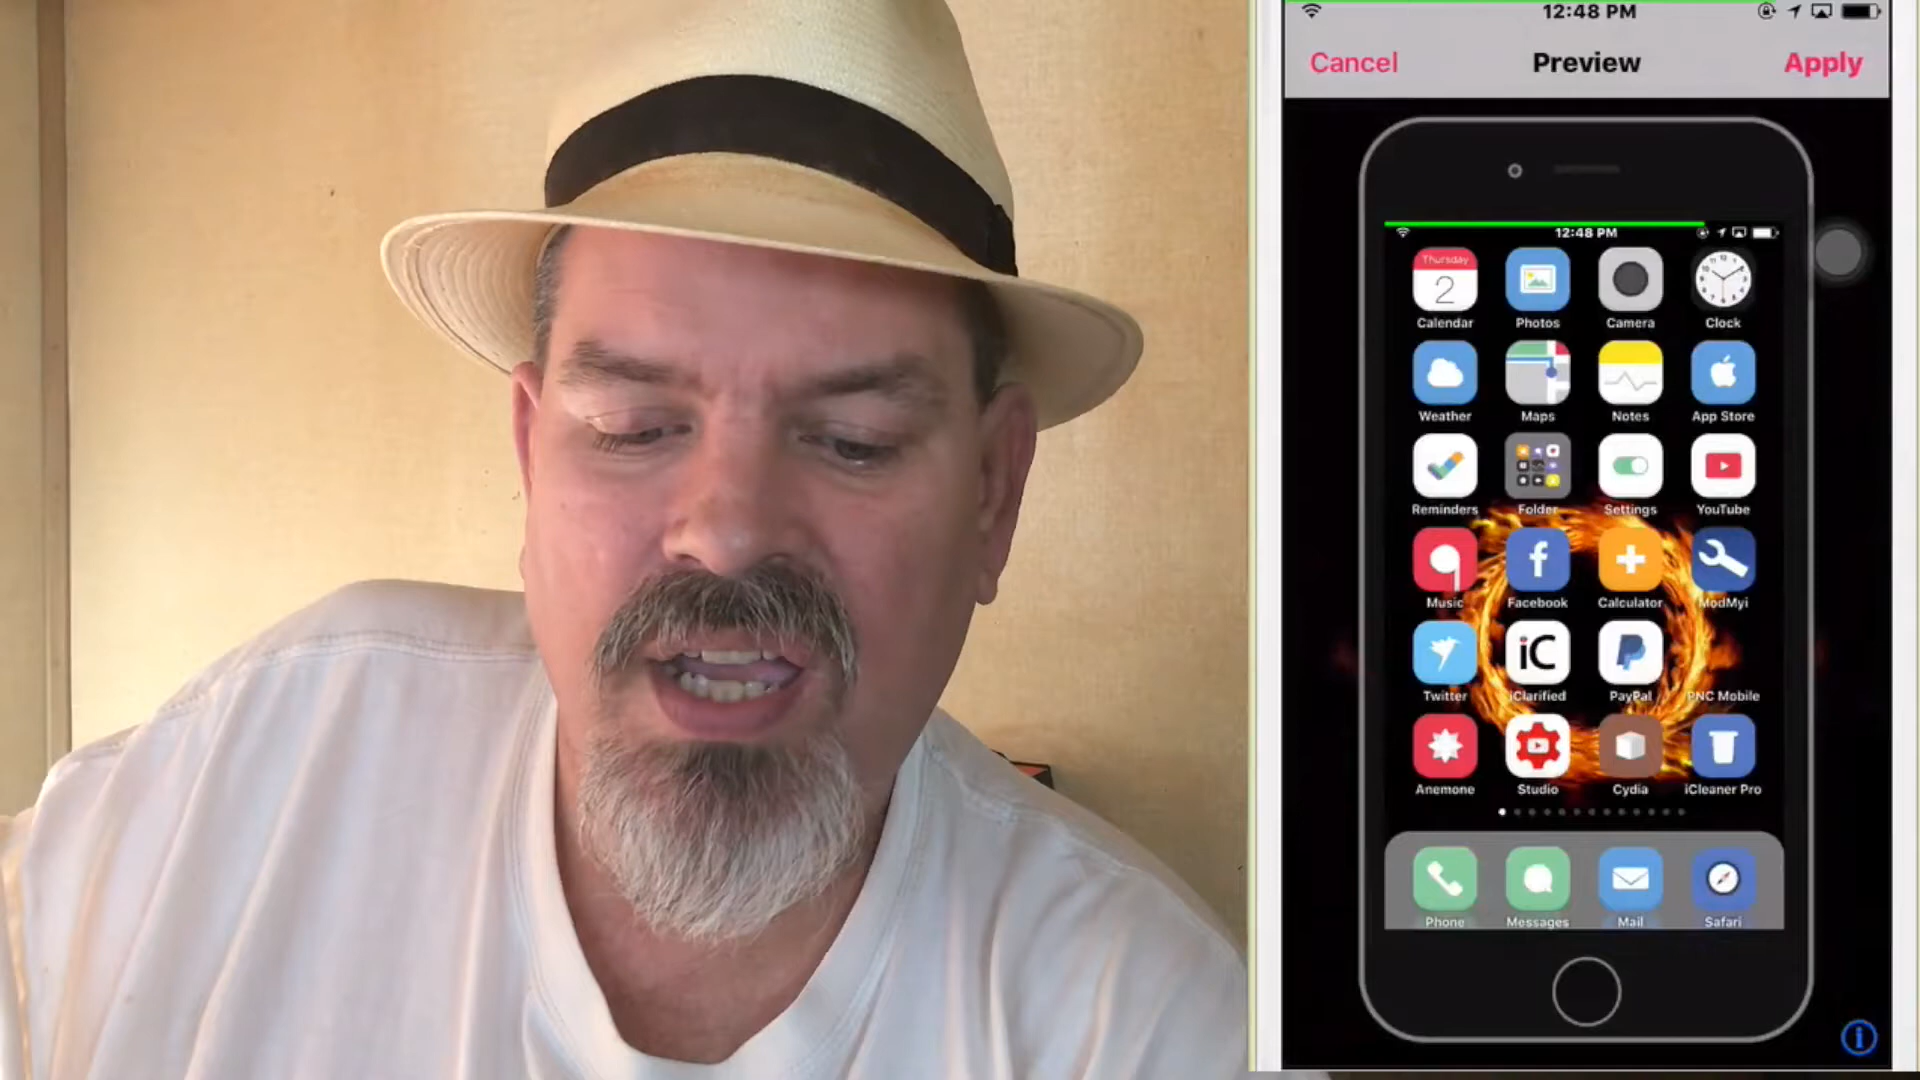 12:48 PM
Cancel Preview Apply
12:48 PM
Thursday
2
Calendar Photos Camera Clock
Weather Maps Notes App Store
Reminders Folder Settings YouTube
Music Facebook Calculator ModMyi
iC
Twitter iClarified PayPal PNC Mobile
Anemone Studio Cydia iCleaner Pro
Phone Messages Mail Safari